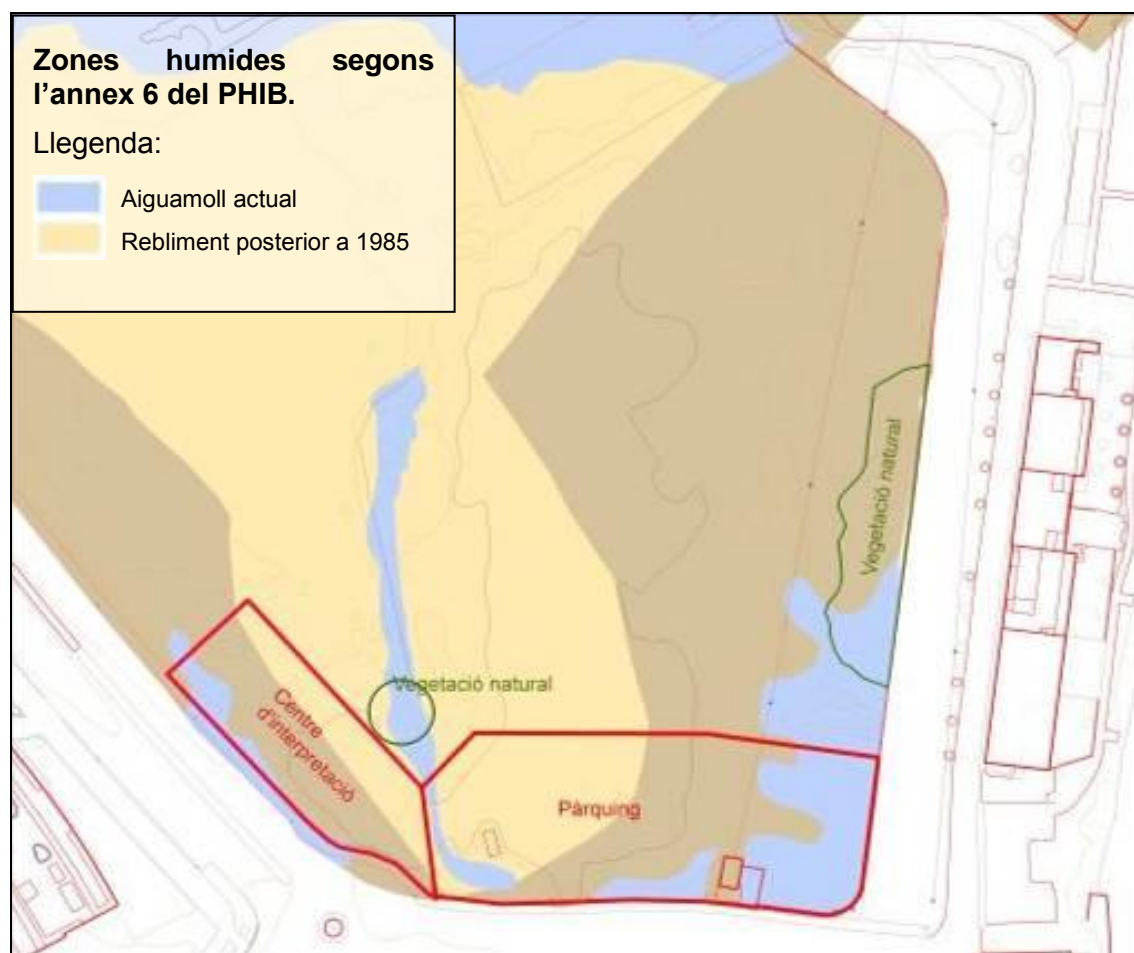 Zones humides segons
l'annex 6 del PHIB.
Llegenda:
Aiguamoll actual
Rebliment posterior a 1985
Vegetació natural
Vegetació natural
Centre
d'interpretació
Pàrquing